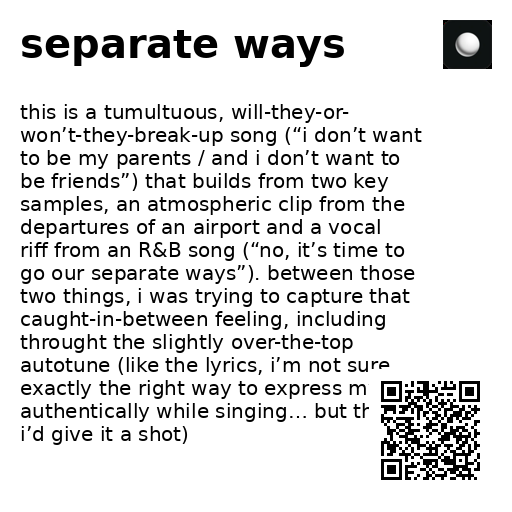 separate ways
this is a tumultuous, will-they-or-
won’t-they-break-up song (“i don’t want
to be my parents / and i don’t want to
be friends”) that builds from two key
samples, an atmospheric clip from the
departures of an airport and a vocal
riff from an R&B song (“no, it’s time to
go our separate ways”). between those
two things, i was trying to capture that
caught-in-between feeling, including
throught the slightly over-the-top
autotune (like the lyrics, i’m not sure
exactly the right way to express
authentically while singing... but
i’d give it a shot)